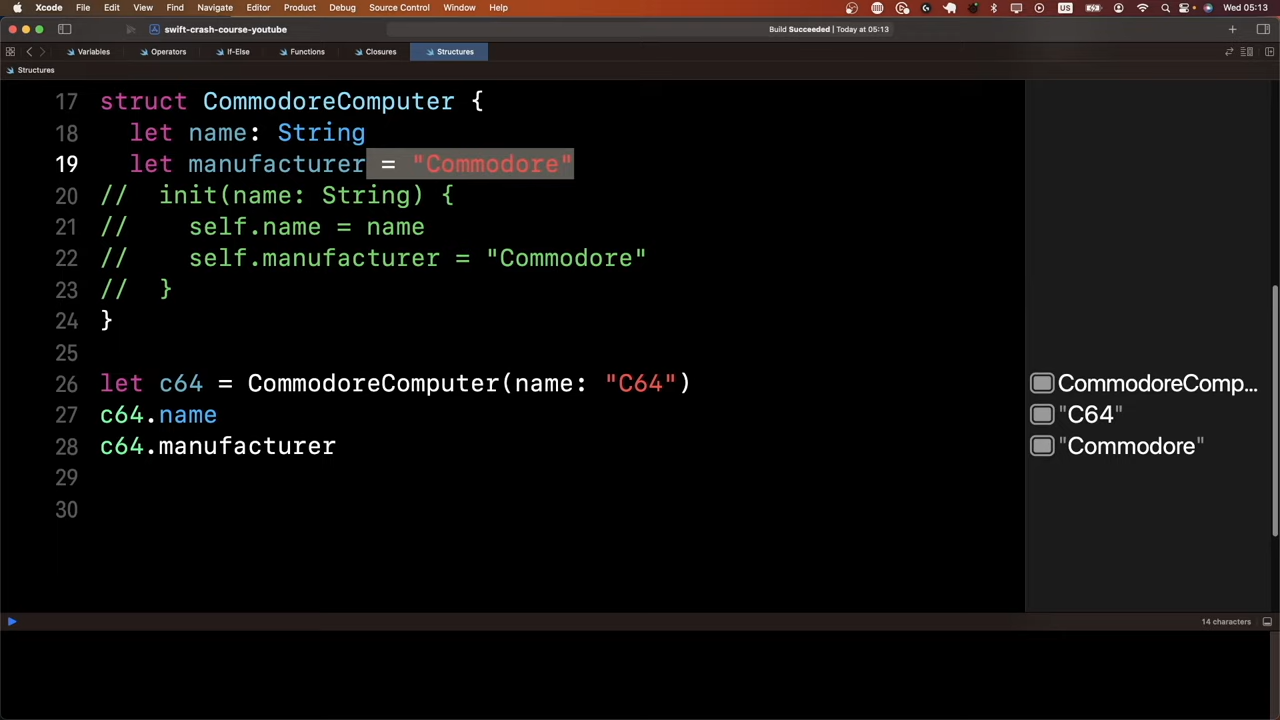 Xcode File Edit View Find Navigate Editor Product Debug Source Control Window Help US Wed 05:13
swift-crash-course-youtube Build Succeeded | Today at 05:13
Variables Operators If-Else Functions Closures Structures
Structures
17 struct CommodoreComputer {
18 let name: String
19 let manufacturer = "Commodore"
20 // init(name: String) {
21 // self.name = name
22 // self.manufacturer = "Commodore"
23 // }
24 }
25
26 let c64 = CommodoreComputer(name: "C64") CommodoreComp...
27 c64.name "C64"
28 c64.manufacturer "Commodore"
29
30
14 characters